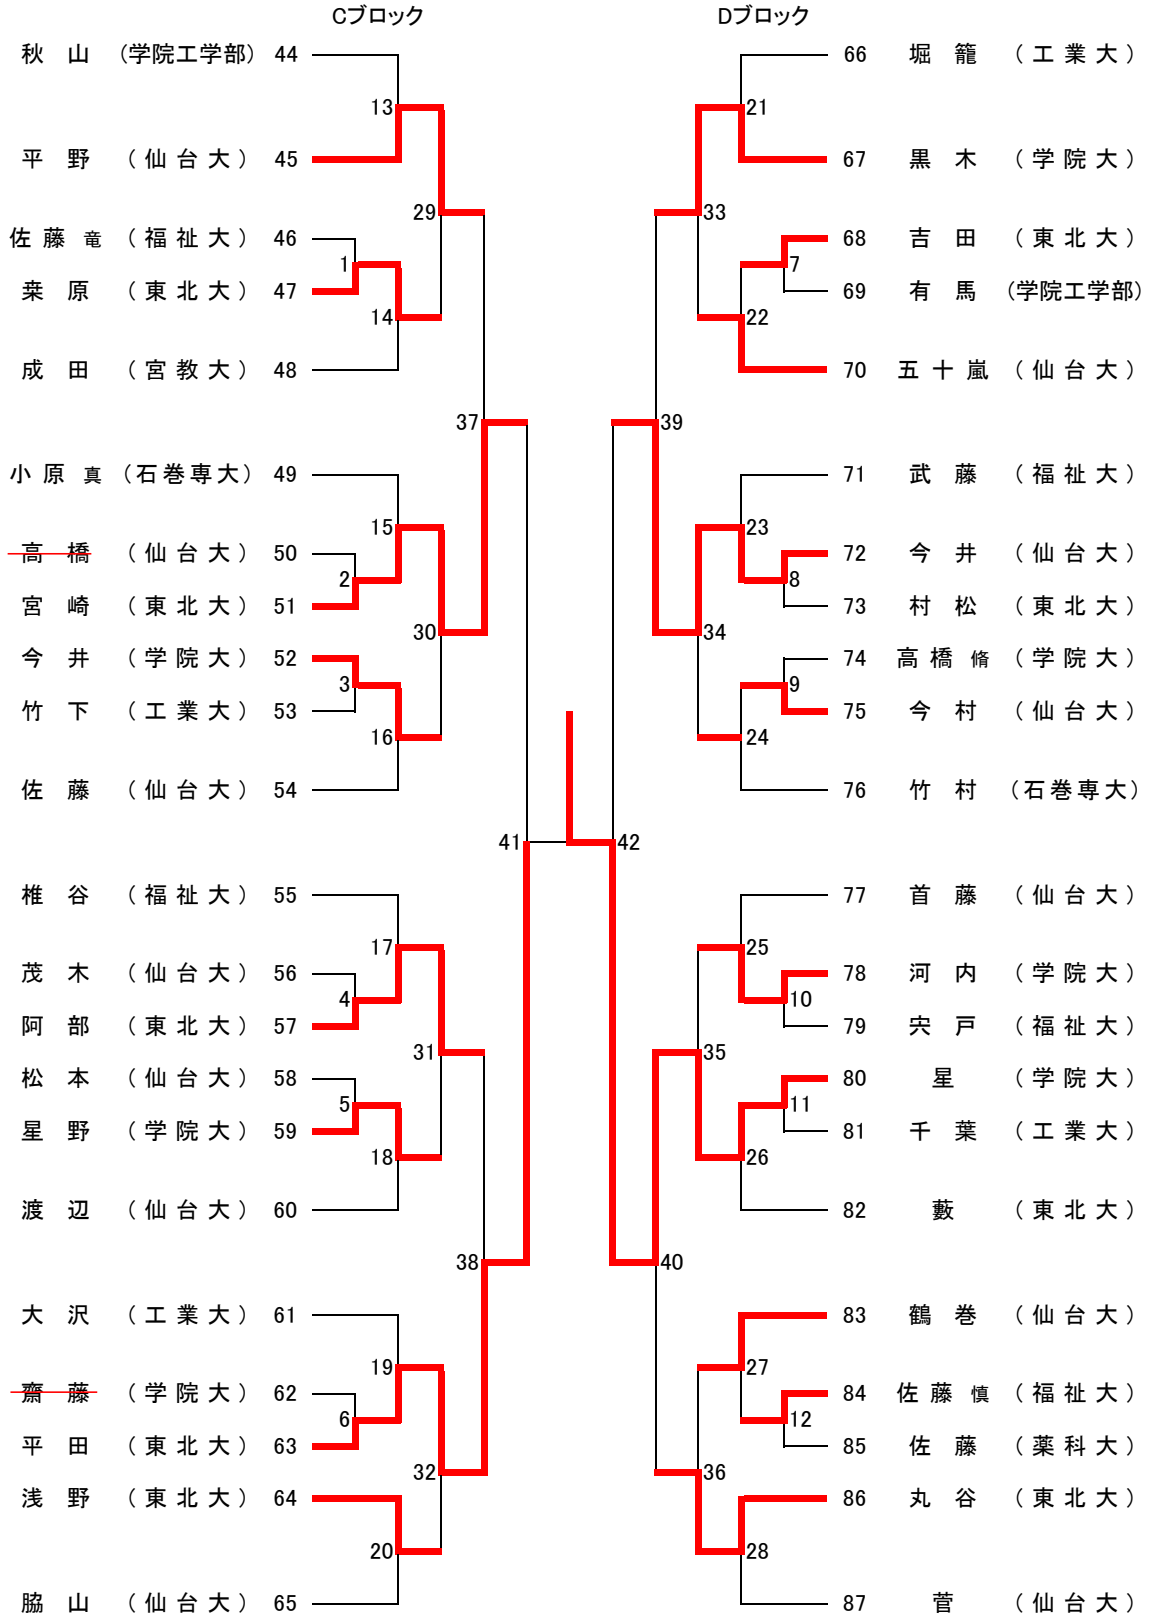 Cブロック　Dブロック
秋山 (学院工学部) 44　66 堀籠 (工業大)
13　21
平野 (仙台大) 45　67 黒木 (学院大)
29　33
佐藤 竜 (福祉大) 46　68 吉田 (東北大)
1　7
桒原 (東北大) 47　69 有馬 (学院工学部)
14　22
成田 (宮教大) 48　70 五十嵐 (仙台大)
37　39
小原 真 (石巻専大) 49　71 武藤 (福祉大)
15　23
高橋 (仙台大) 50　72 今井 (仙台大)
2　8
宮崎 (東北大) 51　73 村松 (東北大)
30　34
今井 (学院大) 52　74 高橋 脩 (学院大)
3　9
竹下 (工業大) 53　75 今村 (仙台大)
16　24
佐藤 (仙台大) 54　76 竹村 (石巻専大)
41　42
椎谷 (福祉大) 55　77 首藤 (仙台大)
17　25
茂木 (仙台大) 56　78 河内 (学院大)
4　10
阿部 (東北大) 57　79 宍戸 (福祉大)
31　35
松本 (仙台大) 58　80 星 (学院大)
5　11
星野 (学院大) 59　81 千葉 (工業大)
18　26
渡辺 (仙台大) 60　82 藪 (東北大)
38　40
大沢 (工業大) 61　83 鶴巻 (仙台大)
19　27
齋藤 (学院大) 62　84 佐藤 慎 (福祉大)
6　12
平田 (東北大) 63　85 佐藤 (薬科大)
32　36
浅野 (東北大) 64　86 丸谷 (東北大)
20　28
脇山 (仙台大) 65　87 菅 (仙台大)